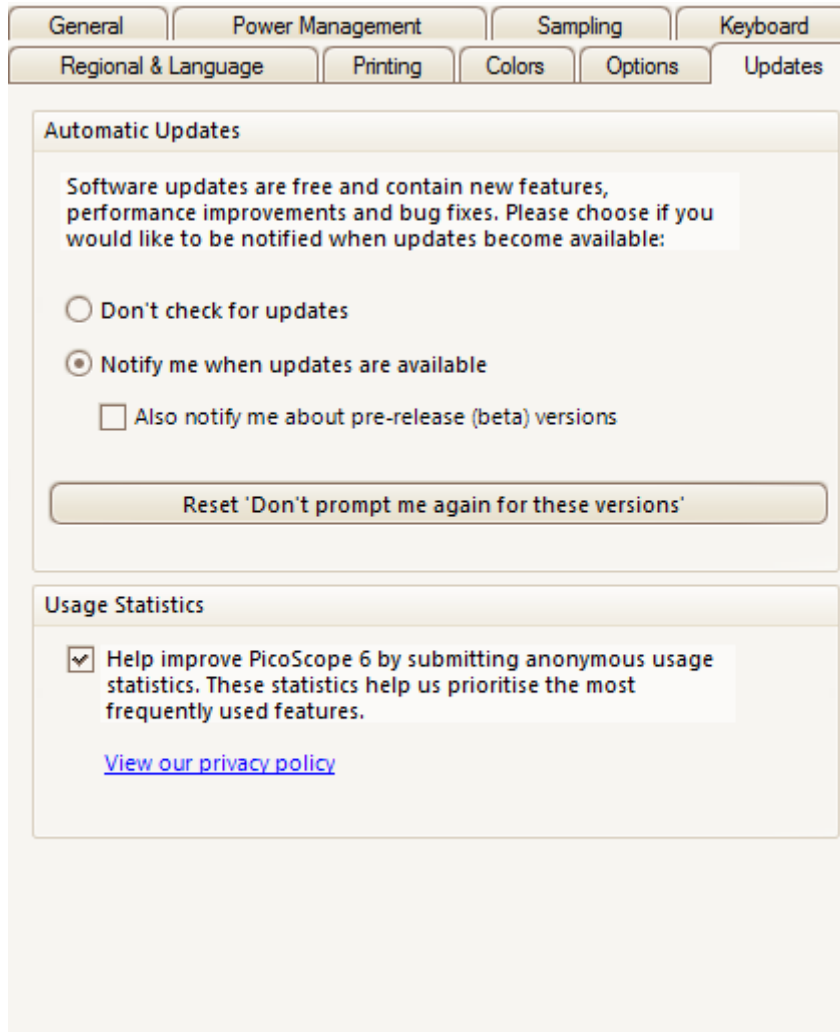 General Power Management Sampling Keyboard
Regional & Language Printing Colors Options Updates
Automatic Updates
Software updates are free and contain new features,
performance improvements and bug fixes. Please choose if you
would like to be notified when updates become available:
Don't check for updates
Notify me when updates are available
Also notify me about pre-release (beta) versions
Reset 'Don't prompt me again for these versions'
Usage Statistics
Help improve PicoScope 6 by submitting anonymous usage
statistics. These statistics help us prioritise the most
frequently used features.
View our privacy policy